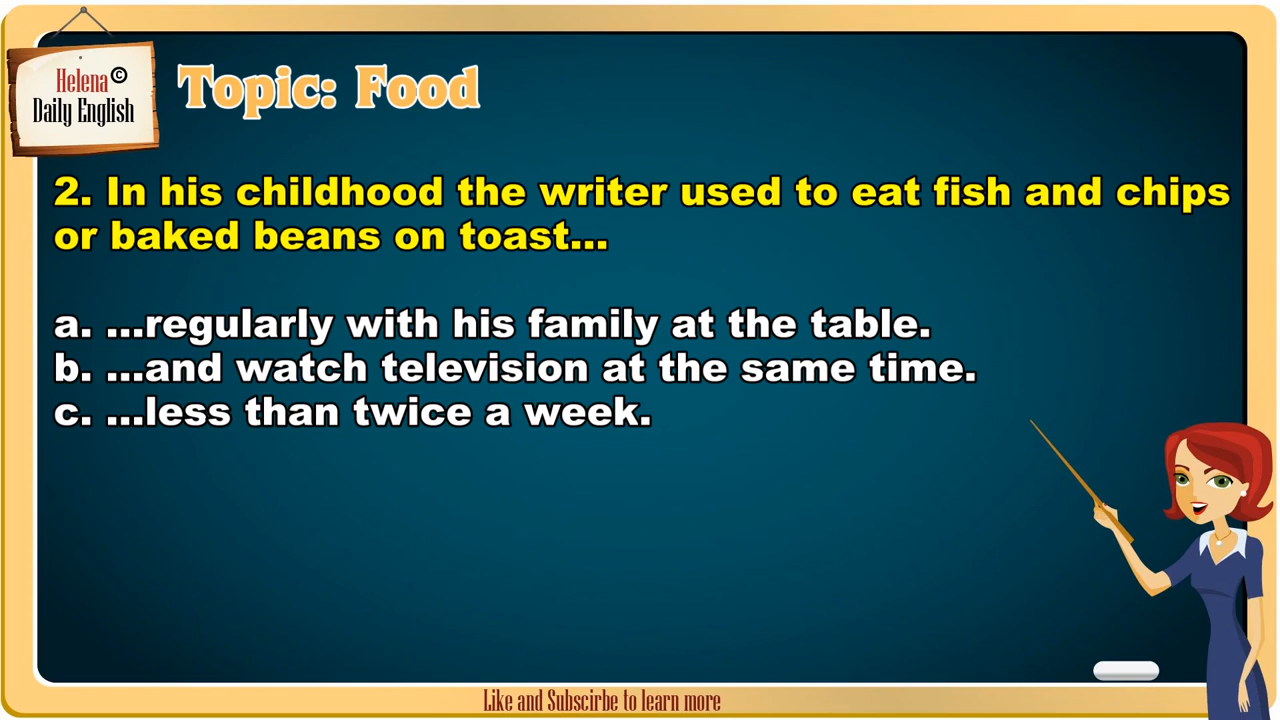 Helena©
Daily English
Topic: Food
2. In his childhood the writer used to eat fish and chips
or baked beans on toast...
a. ...regularly with his family at the table.
b. ...and watch television at the same time.
c. ...less than twice a week.
Like and Subscirbe to learn more